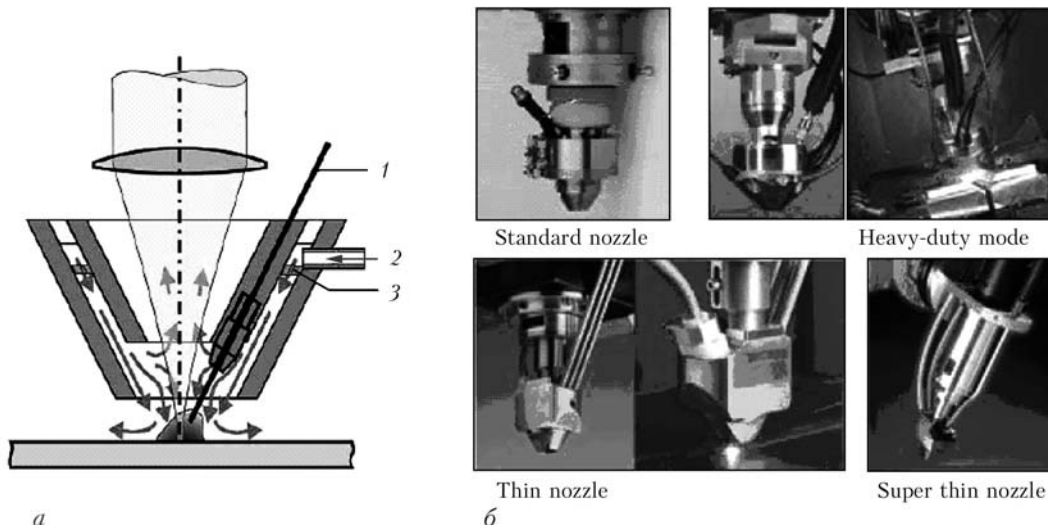 1
2
3
а
Standard nozzle
Heavy-duty mode
Thin nozzle
Super thin nozzle
б